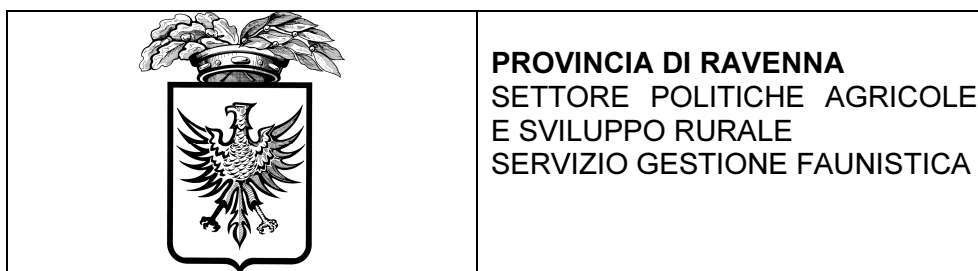 PROVINCIA DI RAVENNA
SETTORE POLITICHE AGRICOLE
E SVILUPPO RURALE
SERVIZIO GESTIONE FAUNISTICA